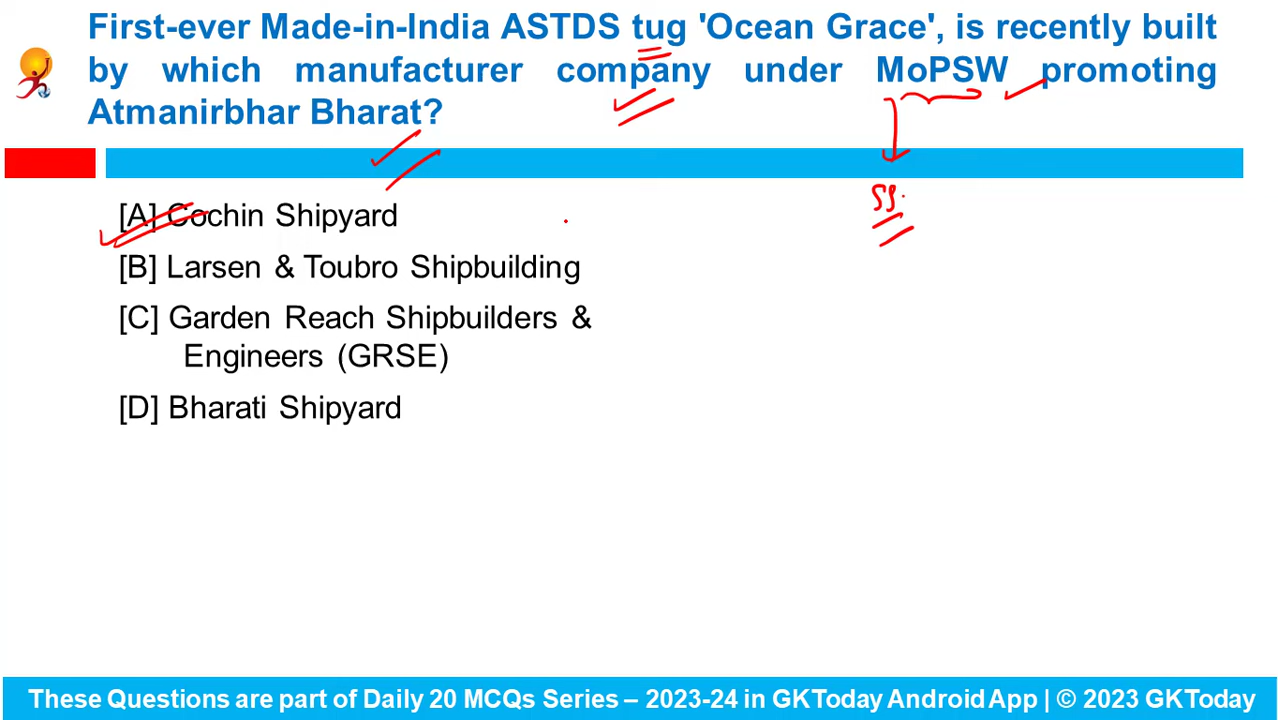 First-ever Made-in-India ASTDS tug 'Ocean Grace', is recently built
by which manufacturer company under MoPSW promoting
Atmanirbhar Bharat?
[A] Cochin Shipyard
[B] Larsen & Toubro Shipbuilding
[C] Garden Reach Shipbuilders &
Engineers (GRSE)
[D] Bharati Shipyard
These Questions are part of Daily 20 MCQs Series – 2023-24 in GKToday Android App | © 2023 GKToday